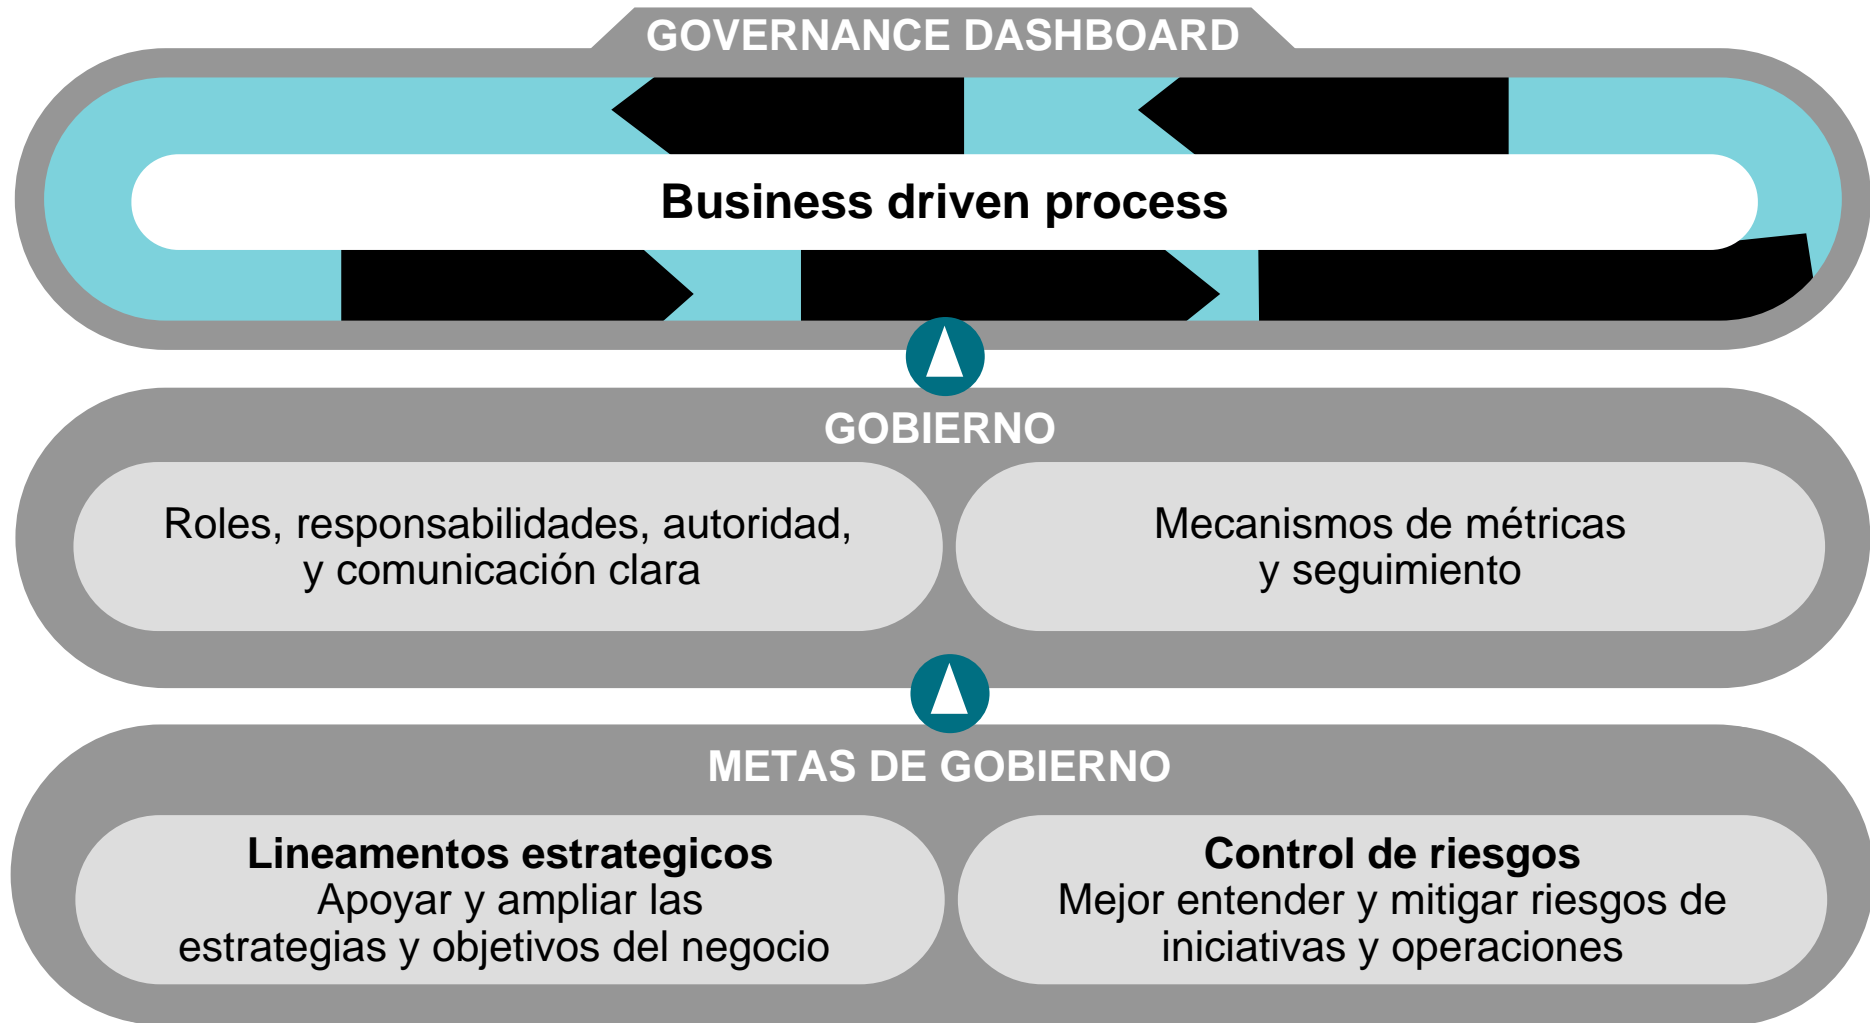 GOVERNANCE DASHBOARD
Business driven process
GOBIERNO
Roles, responsabilidades, autoridad,
y comunicación clara
Mecanismos de métricas
y seguimiento
METAS DE GOBIERNO
Lineamentos estrategicos
Apoyar y ampliar las
estrategias y objetivos del negocio
Control de riesgos
Mejor entender y mitigar riesgos de
iniciativas y operaciones